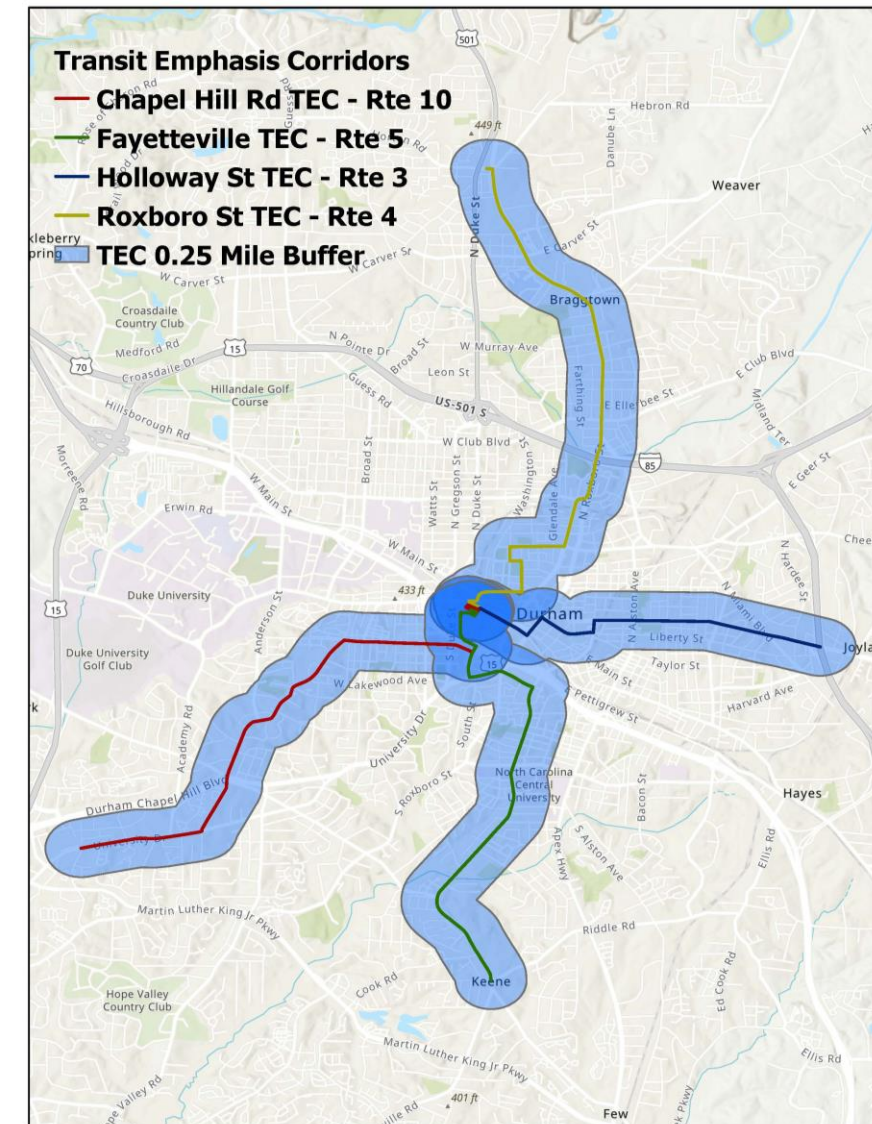 Transit Emphasis Corridors
Chapel Hill Rd TEC - Rte 10
Fayetteville TEC - Rte 5
Holloway St TEC - Rte 3
Roxboro St TEC - Rte 4
TEC 0.25 Mile Buffer
501
Hebron Rd
Danube Ln
449 ft
Weaver
N Duke St
E Carver St
W Carver St
W Carver St
Croasdaile
Country Club
Braggtown
15
N Pointe Dr
Broad St
W Murray Ave
Medford Rd
70
Croasdaile Dr
Leon St
E Club Blvd
Hillandale Golf
Course
Guess Rd
Farthing St
Midland Ter
US-501 S
Hillsborough Rd
W Club Blvd
85
E Geer St
Morreene Rd
Broad St
Watts St
N Gregson St
N Duke St
Washington St
Glendale Ave
N Roxboro St
W Main St
Erwin Rd
W Main St
N Hardee St
433 ft
Duke University
Anderson St
Durham
N Alston Ave
N Miami Blvd
15
Duke University
Golf Club
15
Liberty St
Joyla
E Main St
Taylor St
W Lakewood Ave
E Pettigrew St
Harvard Ave
Academy Rd
University Dr
South St
S Roxboro St
North Carolina
Central
University
Bacon St
Hayes
Durham Chapel Hill Blvd
University Dr
Apex Hwy
S Alston Ave
Ellis Rd
Martin Luther King Jr Pkwy
Riddle Rd
Cook Rd
Keene
Ed Cook Rd
Hope Valley
Country Club
Martin Luther King Jr Pkwy
Ellis Rd
401 ft
Few